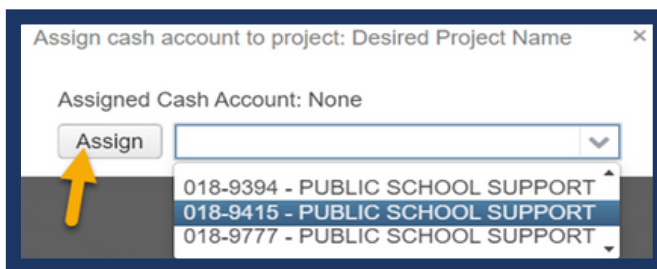 Assign cash account to project: Desired Project Name ×
Assigned Cash Account: None
Assign
018-9394 - PUBLIC SCHOOL SUPPORT
018-9415 - PUBLIC SCHOOL SUPPORT
018-9777 - PUBLIC SCHOOL SUPPORT